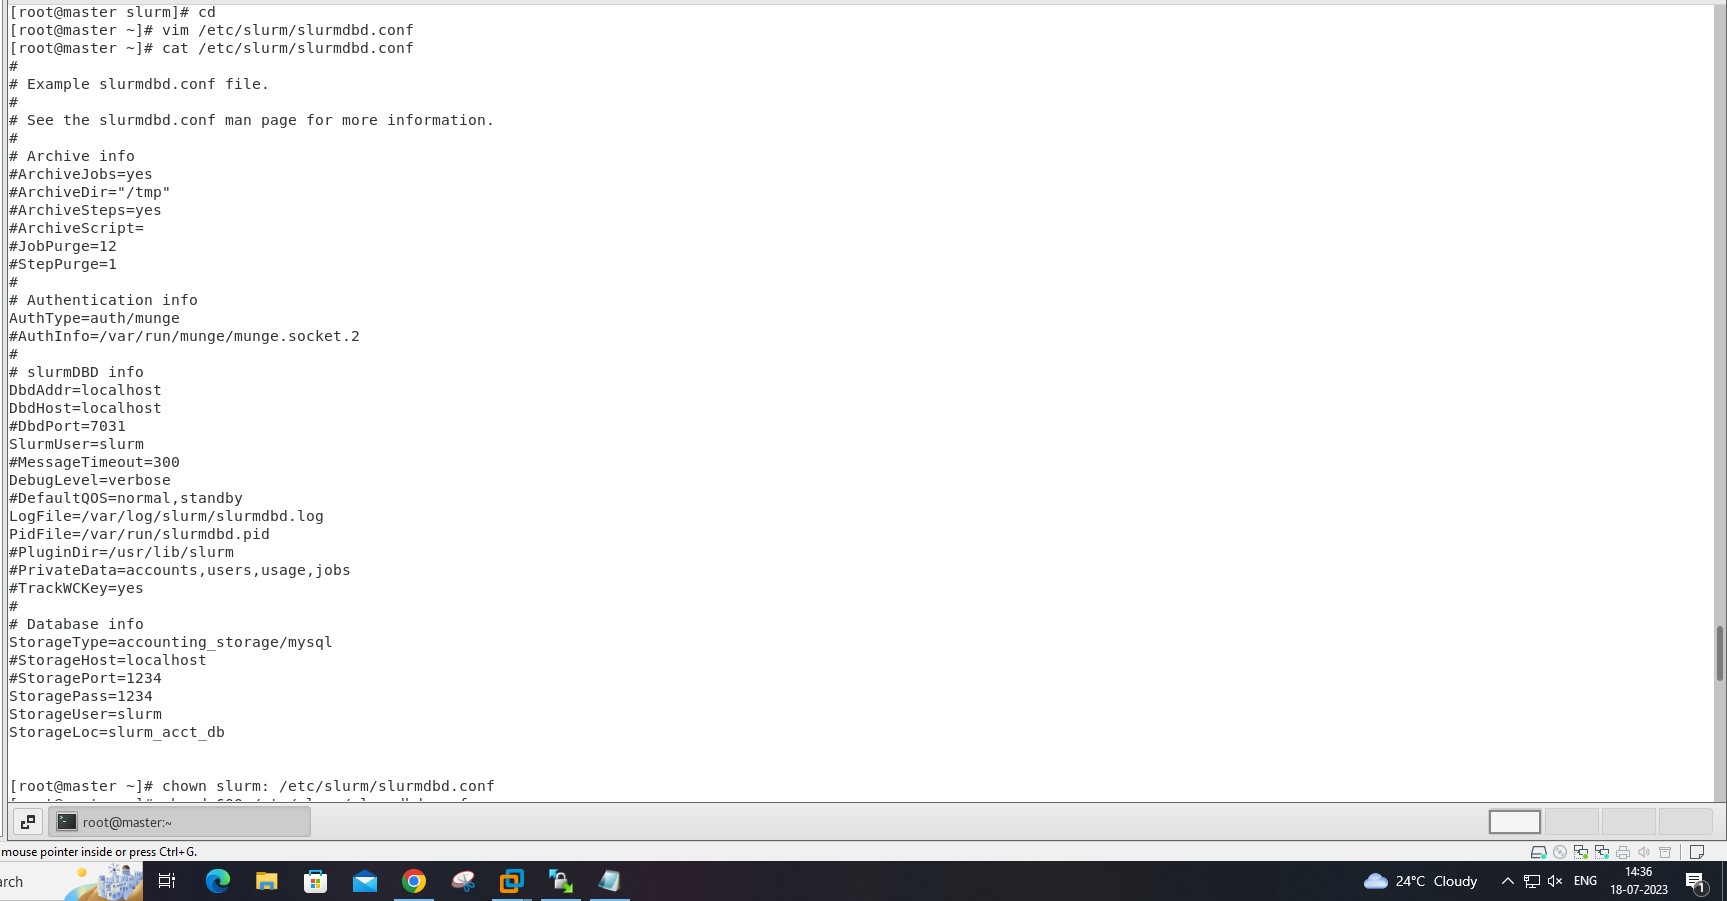 [root@master slurm]# cd
[root@master ~]# vim /etc/slurm/slurmdbd.conf
[root@master ~]# cat /etc/slurm/slurmdbd.conf
#
# Example slurmdbd.conf file.
#
# See the slurmdbd.conf man page for more information.
#
# Archive info
#ArchiveJobs=yes
#ArchiveDir="/tmp"
#ArchiveSteps=yes
#ArchiveScript=
#JobPurge=12
#StepPurge=1
#
# Authentication info
AuthType=auth/munge
#AuthInfo=/var/run/munge/munge.socket.2
#
# slurmDBD info
DbdAddr=localhost
DbdHost=localhost
#DbdPort=7031
SlurmUser=slurm
#MessageTimeout=300
DebugLevel=verbose
#DefaultQOS=normal,standby
LogFile=/var/log/slurm/slurmdbd.log
PidFile=/var/run/slurmdbd.pid
#PluginDir=/usr/lib/slurm
#PrivateData=accounts,users,usage,jobs
#TrackWCKey=yes
#
# Database info
StorageType=accounting_storage/mysql
#StorageHost=localhost
#StoragePort=1234
StoragePass=1234
StorageUser=slurm
StorageLoc=slurm_acct_db
[root@master ~]# chown slurm: /etc/slurm/slurmdbd.conf
root@master:~
mouse pointer inside or press Ctrl+G.
arch
24°C Cloudy
ENG
14:36
18-07-2023
1